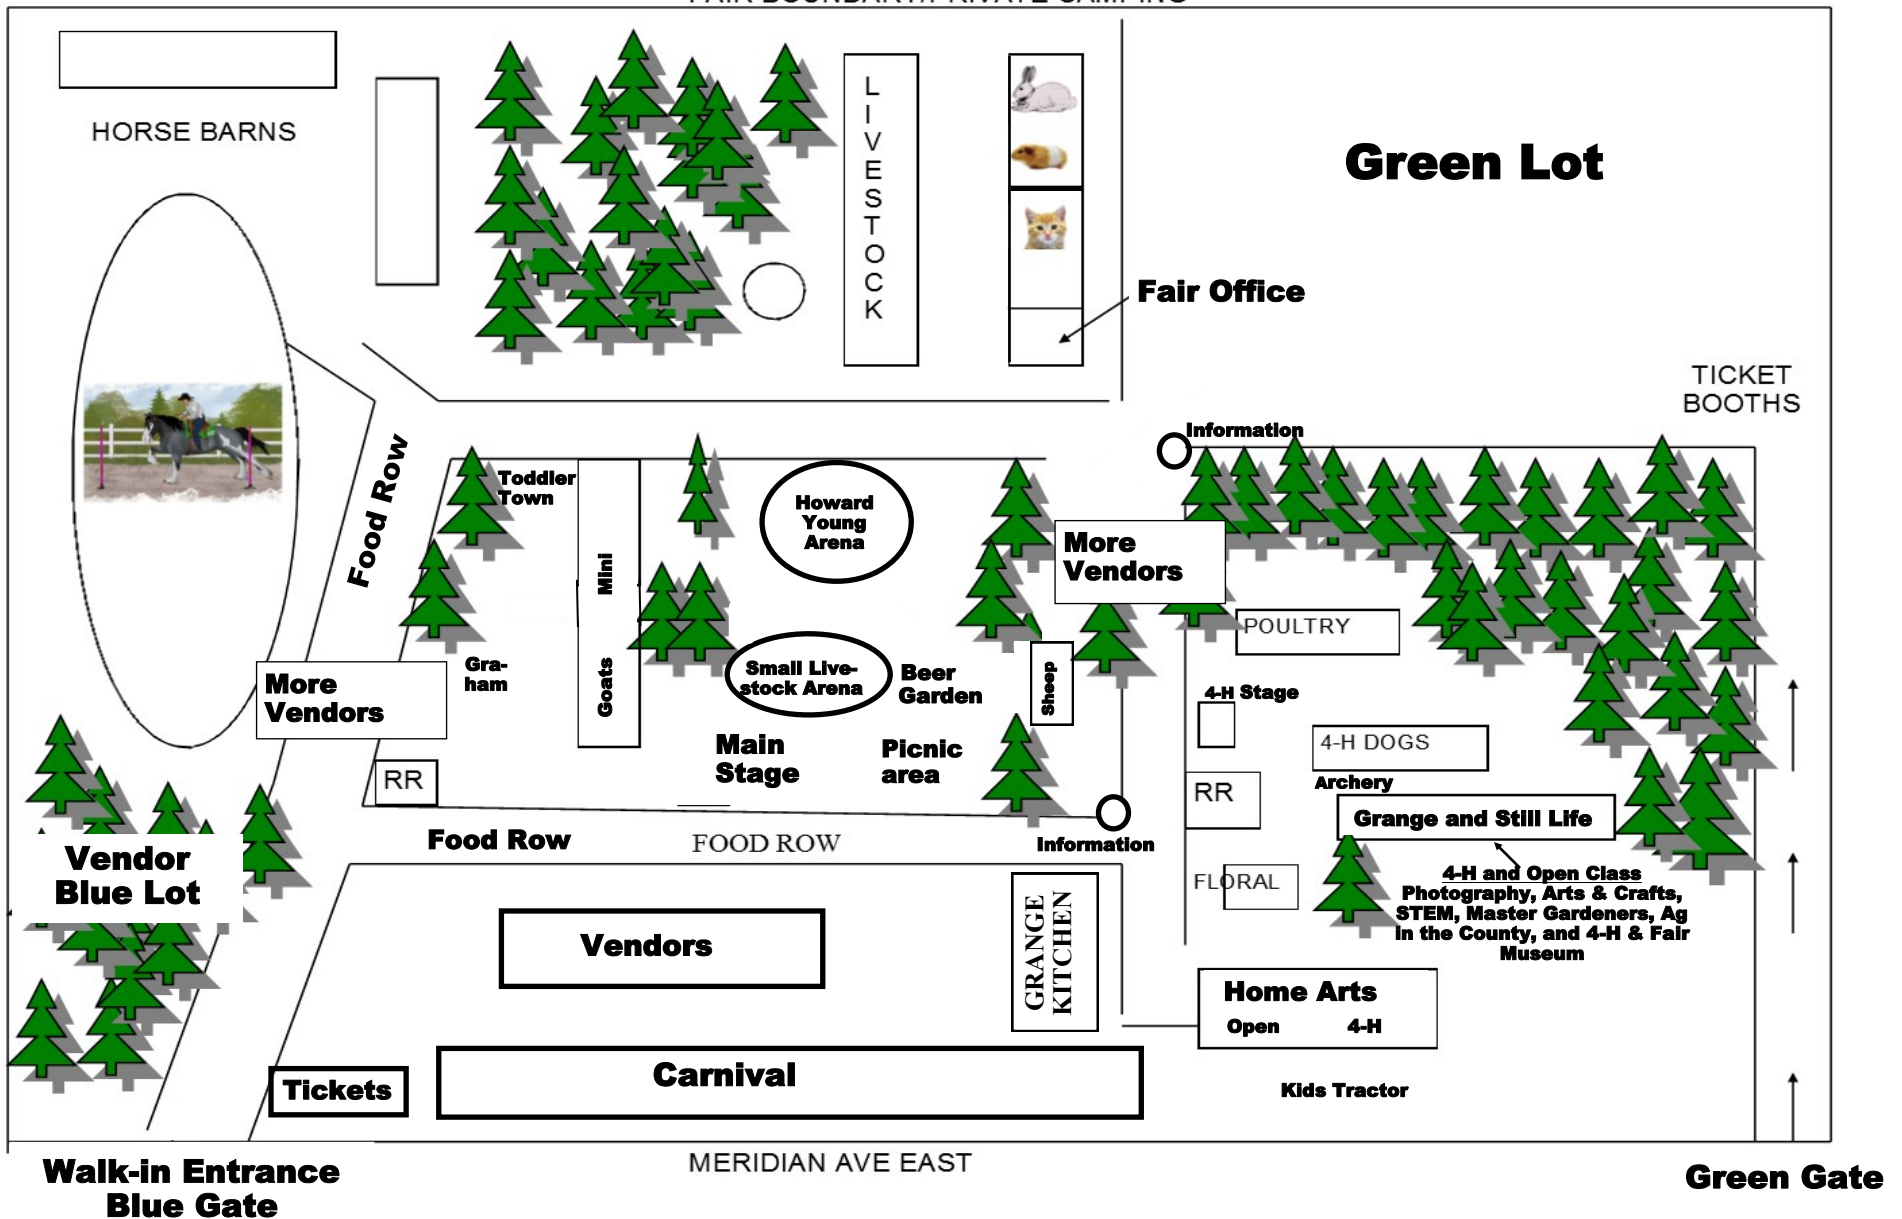 FAIR BOUNDARY/PRIVATE CAMPING
HORSE BARNS
L
I
V
E
S
T
O
C
K
Green Lot
Fair Office
TICKET
BOOTHS
Information
Food Row
Toddler
Town
Howard
Young
Arena
More
Vendors
Mini
Goats
POULTRY
Gra-
ham
Small Live-
stock Arena
Beer
Garden
Sheep
4-H Stage
More
Vendors
Main
Stage
Picnic
area
4-H DOGS
RR
Archery
RR
Grange and Still Life
Food Row
FOOD ROW
Information
Vendor
Blue Lot
FLORAL
4-H and Open Class
Photography, Arts & Crafts,
STEM, Master Gardeners, Ag
in the County, and 4-H & Fair
Museum
Vendors
GRANGE
KITCHEN
Home Arts
Open 4-H
Carnival
Tickets
Kids Tractor
MERIDIAN AVE EAST
Walk-in Entrance
Blue Gate
Green Gate